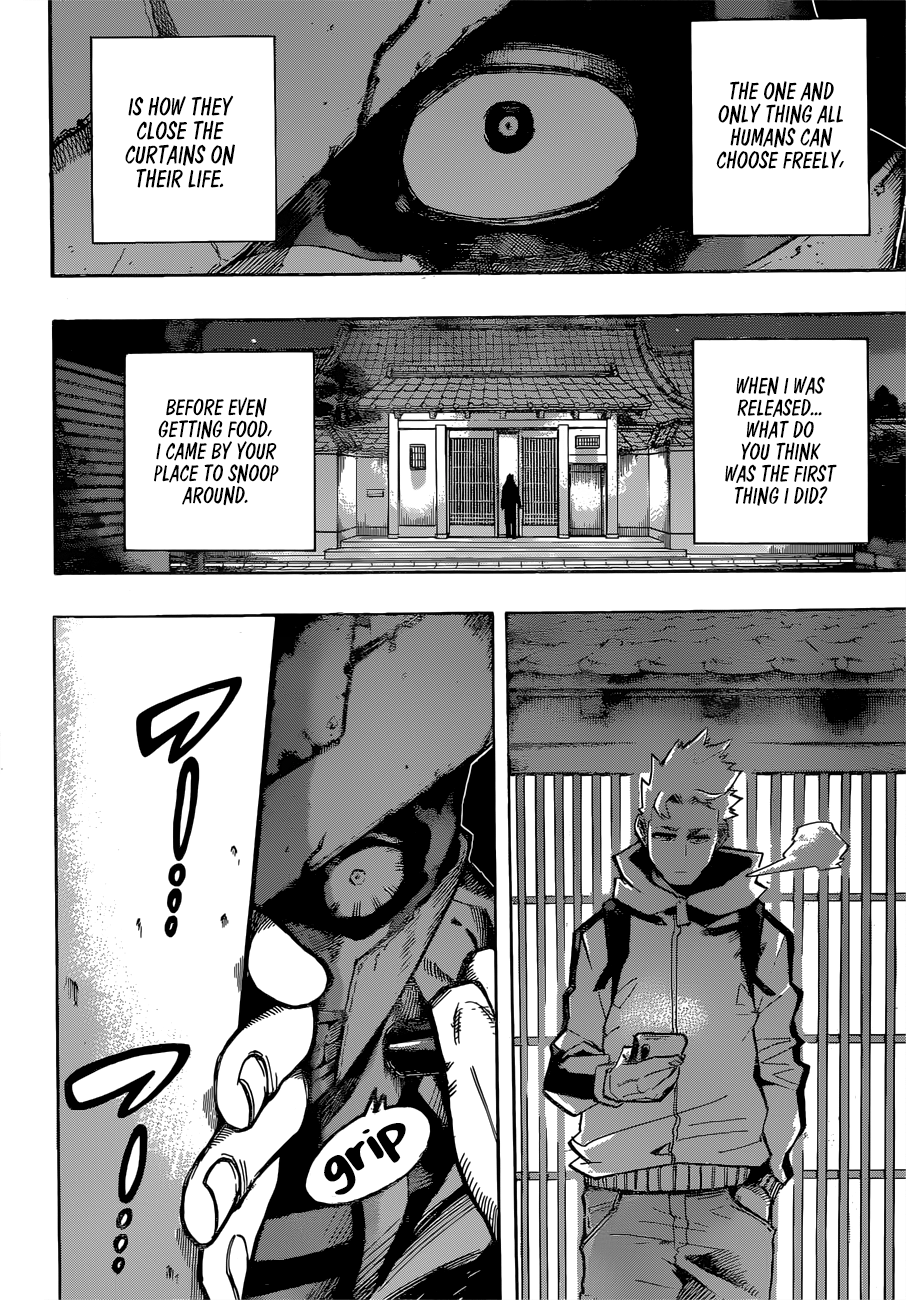 THE ONE AND
ONLY THING ALL
HUMANS CAN
CHOOSE FREELY,
IS HOW THEY
CLOSE THE
CURTAINS ON
THEIR LIFE.
WHEN I WAS
RELEASED...
WHAT DO
YOU THINK
WAS THE FIRST
THING I DID?
BEFORE EVEN
GETTING FOOD,
I CAME BY YOUR
PLACE TO SNOOP
AROUND.
grip